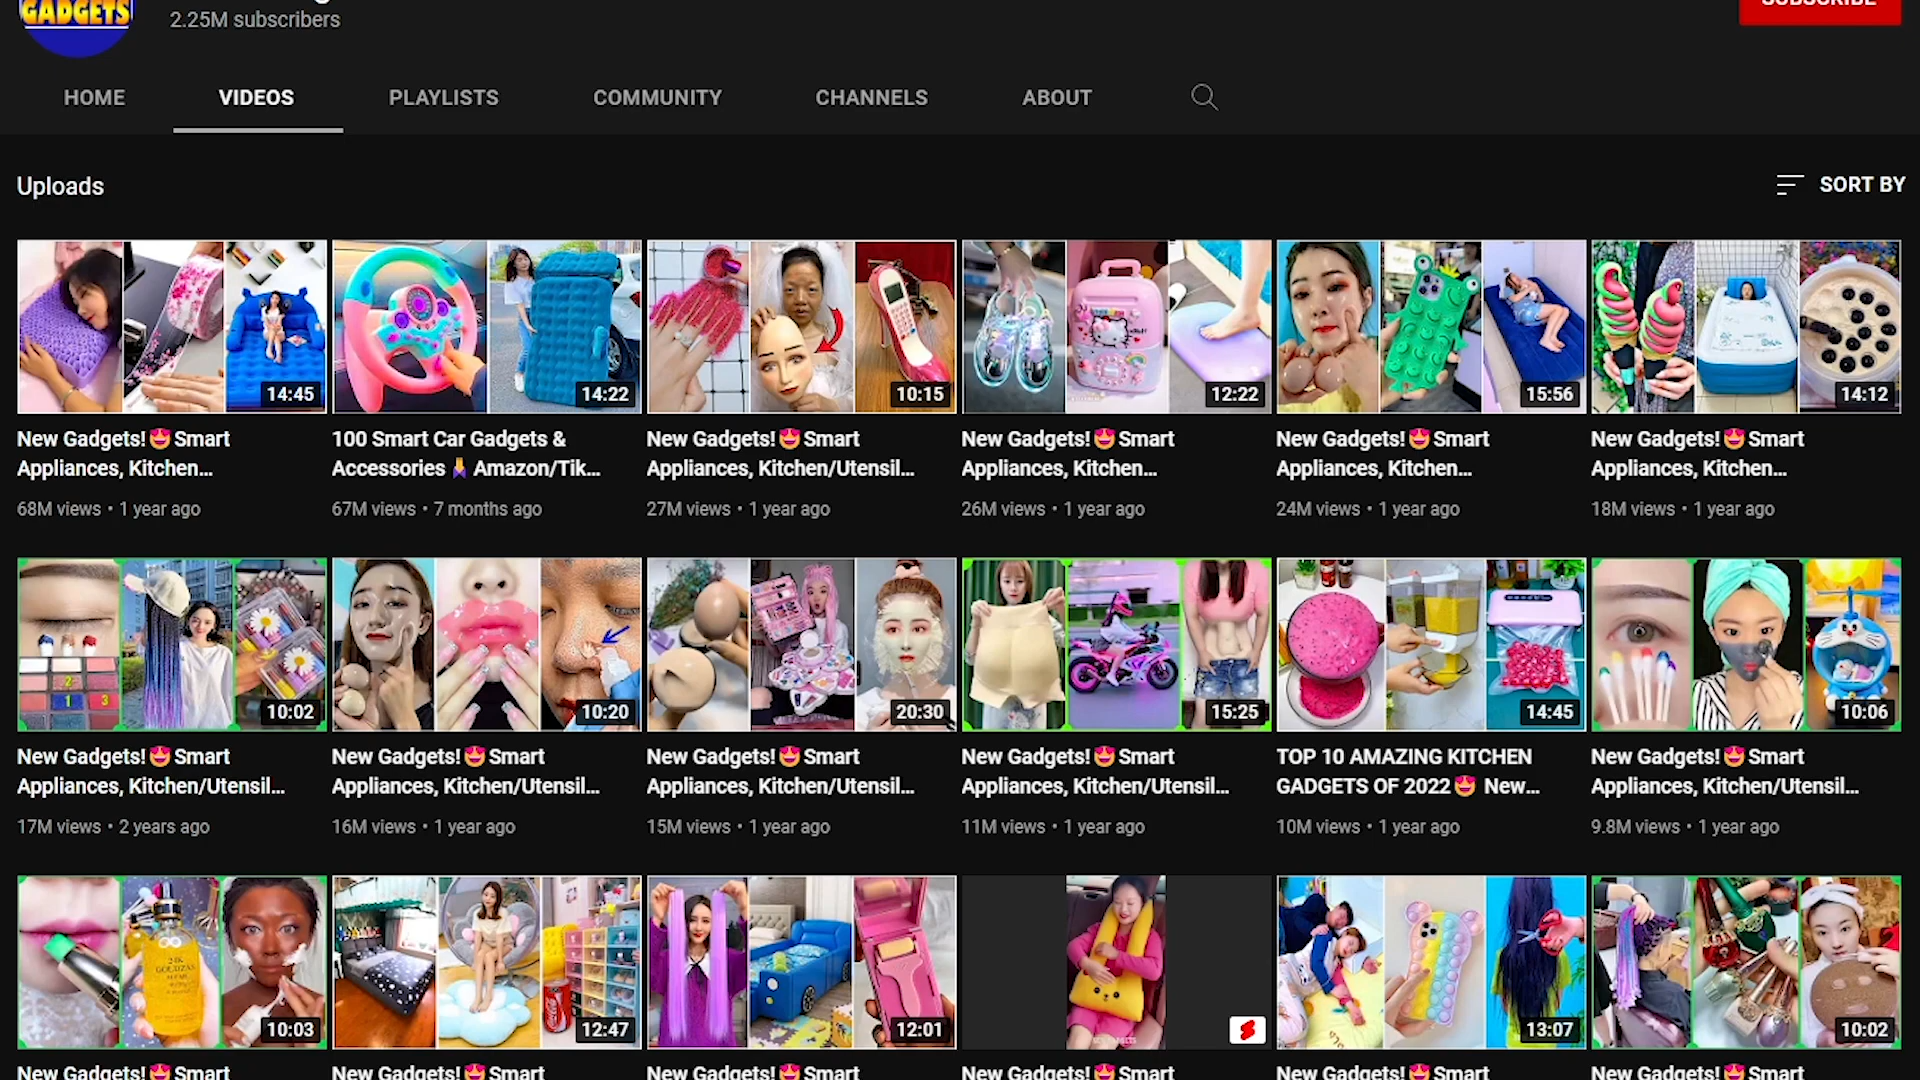 GADGETS
2.25M subscribers
SUBSCRIBE
HOME VIDEOS PLAYLISTS COMMUNITY CHANNELS ABOUT
Uploads
SORT BY
14:45 14:22 10:15 12:22 15:56 14:12
New Gadgets!😍Smart
Appliances, Kitchen...
68M views • 1 year ago
100 Smart Car Gadgets &
Accessories Amazon/Tik...
67M views • 7 months ago
New Gadgets!😍Smart
Appliances, Kitchen/Utensil...
27M views • 1 year ago
New Gadgets!😍Smart
Appliances, Kitchen...
26M views • 1 year ago
New Gadgets!😍Smart
Appliances, Kitchen...
24M views • 1 year ago
New Gadgets!😍Smart
Appliances, Kitchen...
18M views • 1 year ago
2
1 3
10:02 10:20 20:30 15:25 14:45 10:06
New Gadgets!😍Smart
Appliances, Kitchen/Utensil...
17M views • 2 years ago
New Gadgets!😍Smart
Appliances, Kitchen/Utensil...
16M views • 1 year ago
New Gadgets!😍Smart
Appliances, Kitchen/Utensil...
15M views • 1 year ago
New Gadgets!😍Smart
Appliances, Kitchen/Utensil...
11M views • 1 year ago
TOP 10 AMAZING KITCHEN
GADGETS OF 2022😍 New...
10M views • 1 year ago
New Gadgets!😍Smart
Appliances, Kitchen/Utensil...
9.8M views • 1 year ago
24K
10:03 12:47 12:01 13:07 10:02
New Gadgets!😍Smart
New Gadgets!😍Smart
New Gadgets!😍Smart
New Gadgets!😍Smart
New Gadgets!😍Smart
New Gadgets!😍Smart